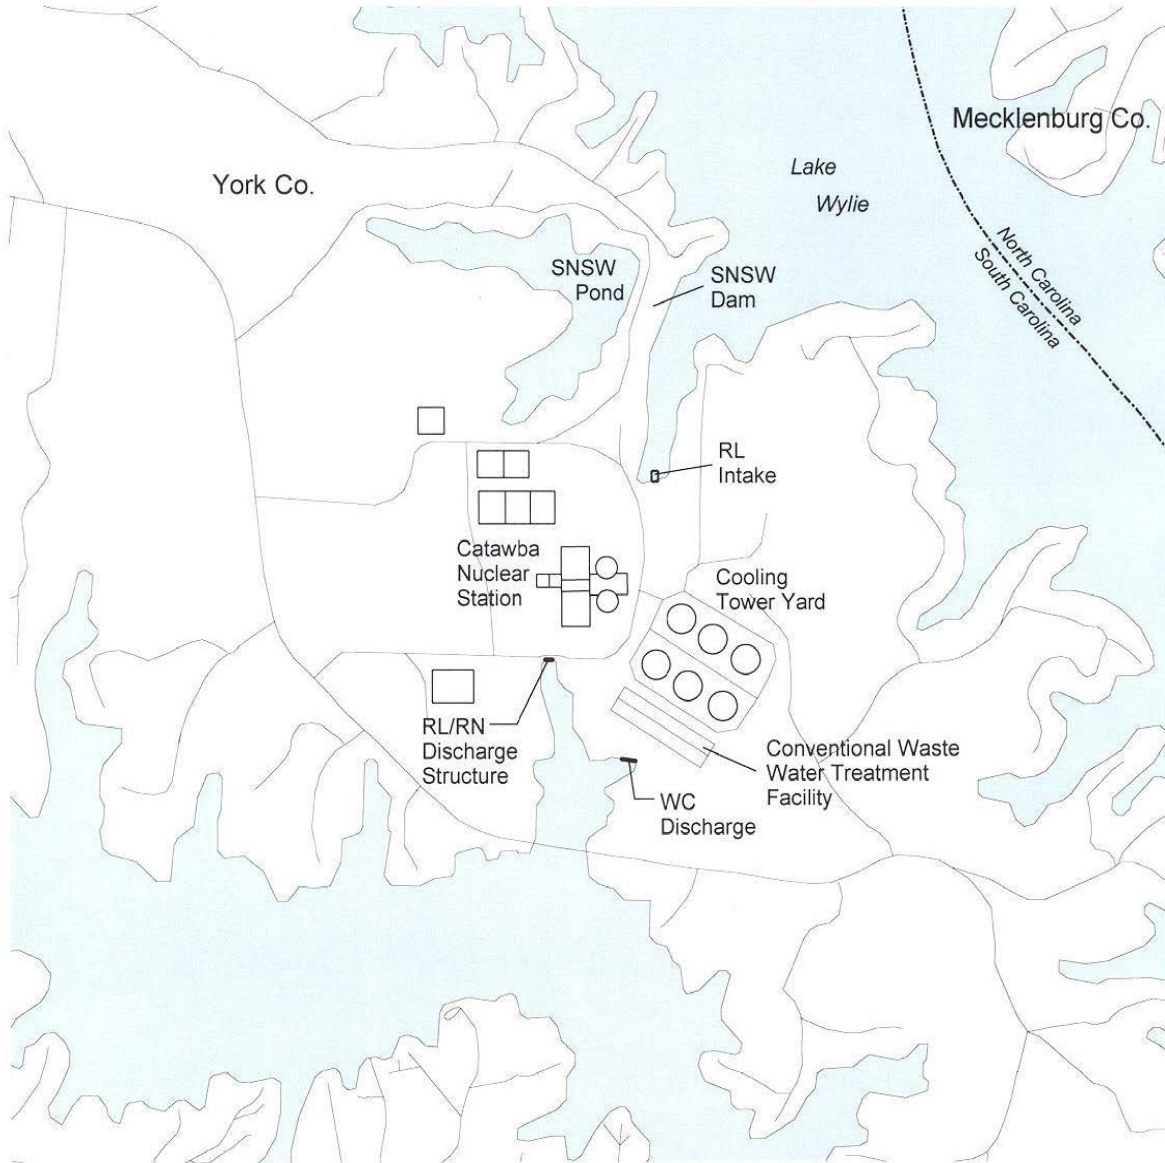 Mecklenburg Co.
Lake
Wylie
York Co.
North Carolina
South Carolina
SNSW
Pond
SNSW
Dam
RL
Intake
Catawba
Nuclear
Station
Cooling
Tower Yard
RL/RN
Discharge
Structure
Conventional Waste
Water Treatment
Facility
WC
Discharge